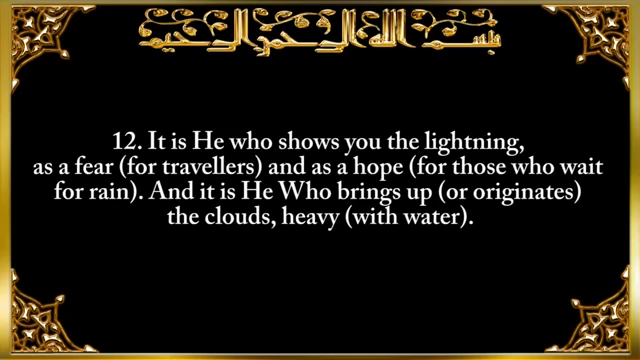 بسم الله الرحمن الرحيم
12. It is He who shows you the lightning,
as a fear (for travellers) and as a hope (for those who wait
for rain). And it is He Who brings up (or originates)
the clouds, heavy (with water).